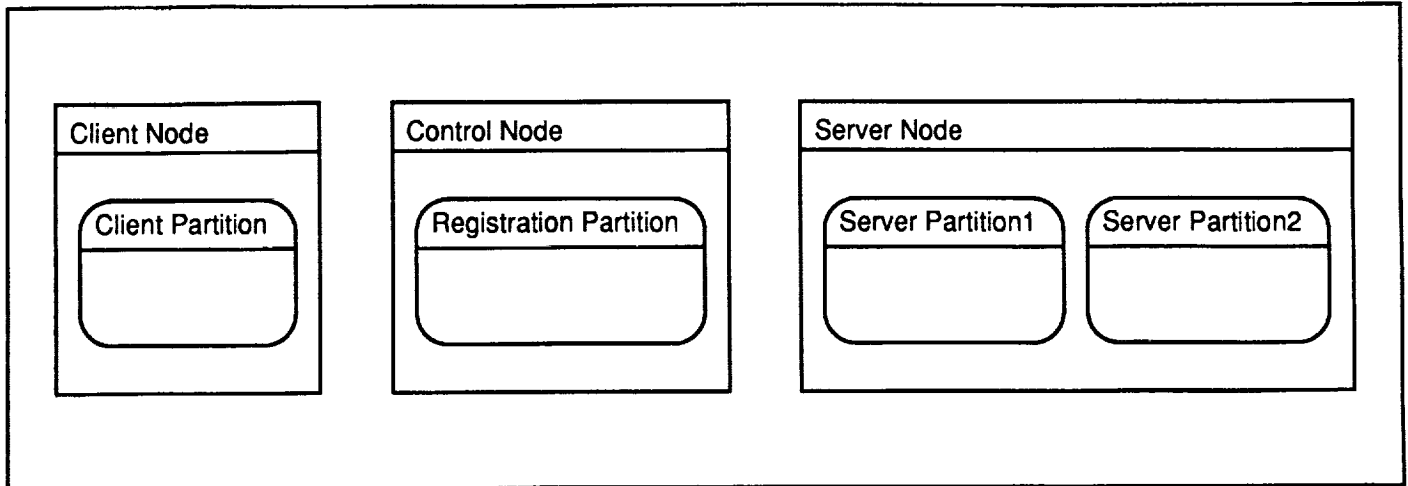 Client Node
Control Node
Server Node
Client Partition
Registration Partition
Server Partition1
Server Partition2